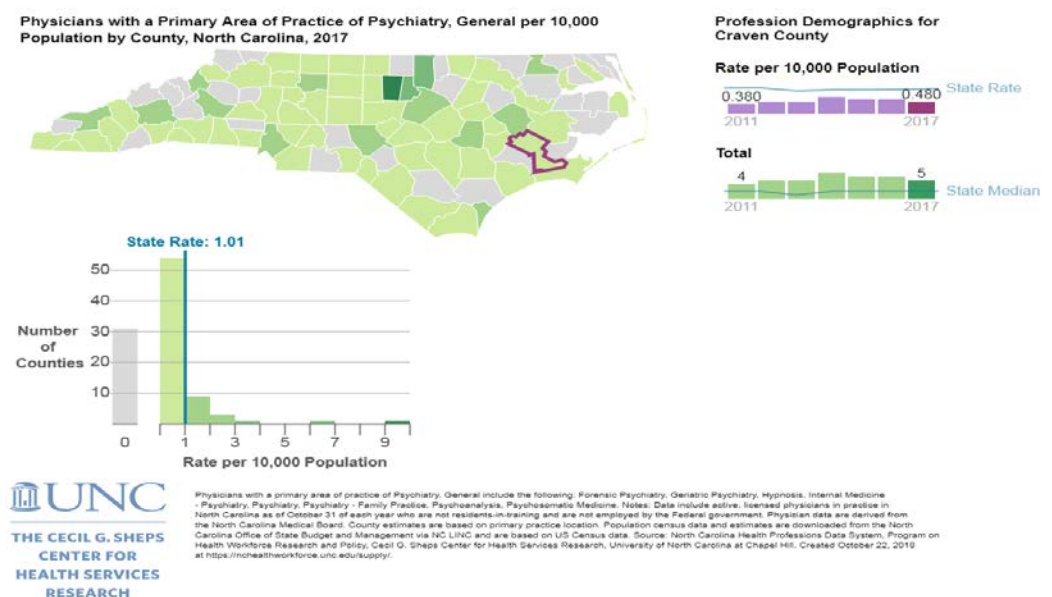 Physicians with a Primary Area of Practice of Psychiatry, General per 10,000
Population by County, North Carolina, 2017
Profession Demographics for
Craven County
Rate per 10,000 Population
0.380
0.480
State Rate
2011
2017
Total
4
5
State Median
2011
2017
State Rate: 1.01
50
40
30
20
10
Number
of
Counties
0
1
3
5
7
9
Rate per 10,000 Population
UNC
THE CECIL G. SHEPS
CENTER FOR
HEALTH SERVICES
RESEARCH
Physicians with a primary area of practice of Psychiatry, General include the following: Forensic Psychiatry, Geriatric Psychiatry, Hypnosis, Internal Medicine
- Psychiatry, Psychiatry, Psychiatry - Family Practice, Psychoanalysis, Psychosomatic Medicine. Notes: Data include active, licensed physicians in practice in
North Carolina as of October 31 of each year who are not residents-in-training and are not employed by the Federal government. Physician data are derived from
the North Carolina Medical Board. County estimates are based on primary practice location. Population census data and estimates are downloaded from the North
Carolina Office of State Budget and Management via NC LINC and are based on US Census data. Source: North Carolina Health Professions Data System, Program on
Health Workforce Research and Policy, Cecil G. Sheps Center for Health Services Research, University of North Carolina at Chapel Hill. Created October 22, 2018
at https://nchealthworkforce.unc.edu/supply/.